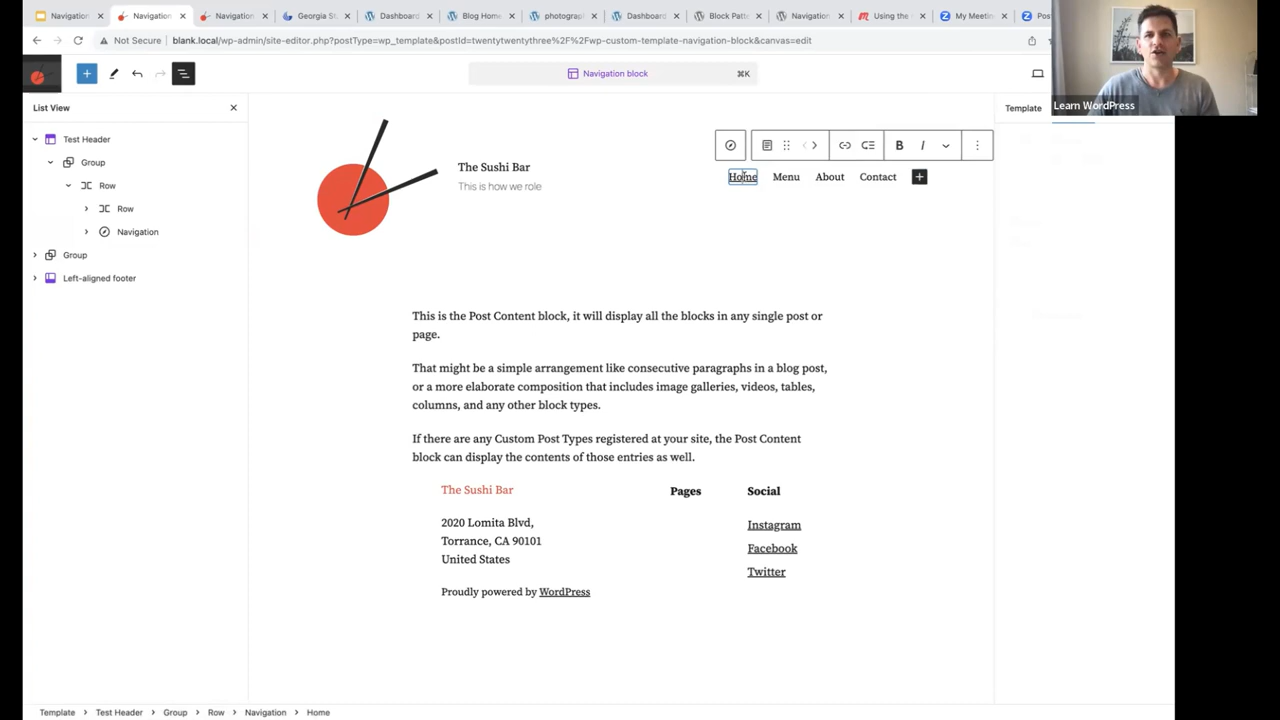 Navigation
Navigation
Navigation
Georgia St
Dashboard
Blog Home
photograp
Dashboard
Block Patt
Navigation
Using the
My Meetin
Pos
Not Secure
blank.local/wp-admin/site-editor.php?postType=wp_template&postId=twentytwentythree%2F%2Fwp-custom-template-navigation-block&canvas=edit
Navigation block
⌘K
Learn WordPress
List View
Template
Test Header
Group
Row
Row
Navigation
Group
Left-aligned footer
B I
The Sushi Bar
This is how we role
Home Menu About Contact
This is the Post Content block, it will display all the blocks in any single post or
page.
That might be a simple arrangement like consecutive paragraphs in a blog post,
or a more elaborate composition that includes image galleries, videos, tables,
columns, and any other block types.
If there are any Custom Post Types registered at your site, the Post Content
block can display the contents of those entries as well.
The Sushi Bar
Pages
Social
2020 Lomita Blvd,
Torrance, CA 90101
United States
Instagram
Facebook
Twitter
Proudly powered by WordPress
Template > Test Header > Group > Row > Navigation > Home